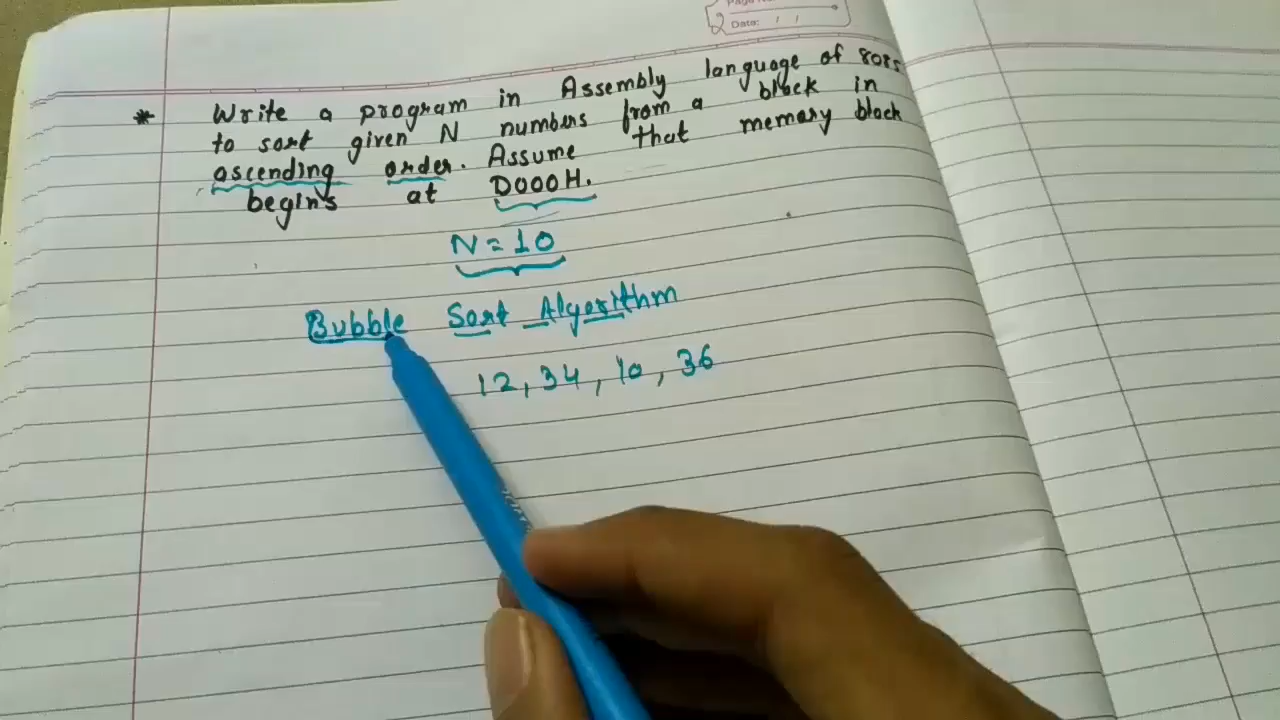 Date: / /
* Write a program in Assembly language of 8085
to sort given N numbers from a block in
ascending order. Assume that memory block
begins at D000H.
N = 10
Bubble Sort Algorithm
12, 34, 10, 36